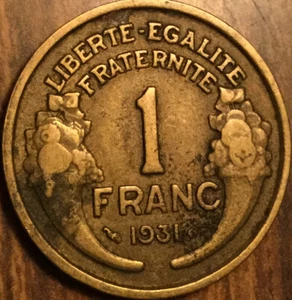 LIBERTE-EGALITE
FRATERNITE
1
FRANC
1931